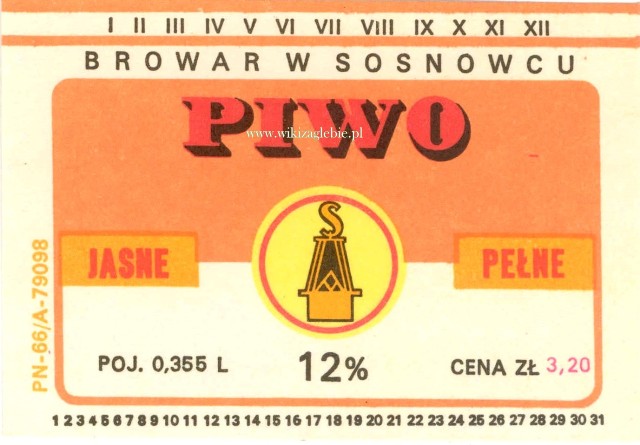 I II III IV V VI VII VIII IX X XI XII
BROWAR W SOSNOWCU
PIWO
www.wikizaglebie.pl
S
JASNE
PEŁNE
PN-66/A-79098
POJ. 0,355 L
12%
CENA ZŁ 3,20
1 2 3 4 5 6 7 8 9 10 11 12 13 14 15 16 17 18 19 20 21 22 23 24 25 26 27 28 29 30 31